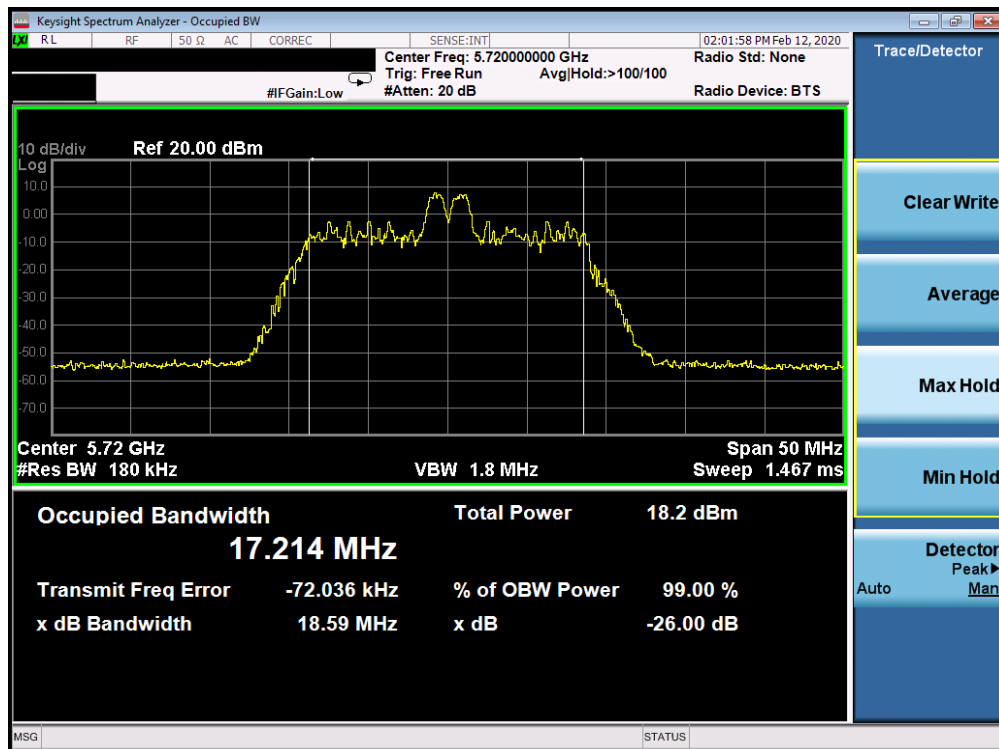 Keysight Spectrum Analyzer - Occupied BW
LXI RL RF 50 Ω AC CORREC SENSE:INT 02:01:58 PM Feb 12, 2020
Center Freq: 5.720000000 GHz Radio Std: None
Trig: Free Run Avg|Hold:>100/100
#IFGain:Low #Atten: 20 dB Radio Device: BTS
10 dB/div Ref 20.00 dBm
Log
10.0
0.00
-10.0
-20.0
-30.0
-40.0
-50.0
-60.0
-70.0
Center 5.72 GHz Span 50 MHz
#Res BW 180 kHz VBW 1.8 MHz Sweep 1.467 ms
Occupied Bandwidth Total Power 18.2 dBm
17.214 MHz
Transmit Freq Error -72.036 kHz % of OBW Power 99.00 %
x dB Bandwidth 18.59 MHz x dB -26.00 dB
MSG STATUS
Trace/Detector
Clear Write
Average
Max Hold
Min Hold
Detector
Peak▶
Auto Man